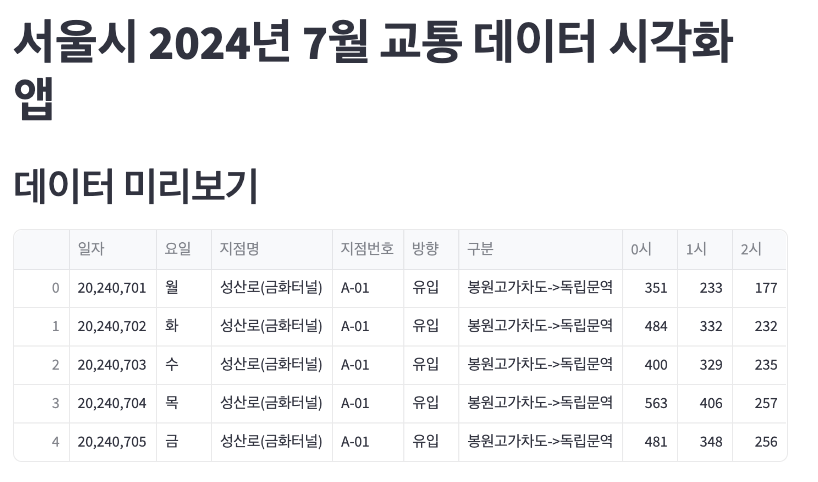 서울시 2024년 7월 교통 데이터 시각화
앱
데이터 미리보기
일자 요일 지점명 지점번호 방향 구분 0시 1시 2시
0 20,240,701 월 성산로(금화터널) A-01 유입 봉원고가차도->독립문역 351 233 177
1 20,240,702 화 성산로(금화터널) A-01 유입 봉원고가차도->독립문역 484 332 232
2 20,240,703 수 성산로(금화터널) A-01 유입 봉원고가차도->독립문역 400 329 235
3 20,240,704 목 성산로(금화터널) A-01 유입 봉원고가차도->독립문역 563 406 257
4 20,240,705 금 성산로(금화터널) A-01 유입 봉원고가차도->독립문역 481 348 256